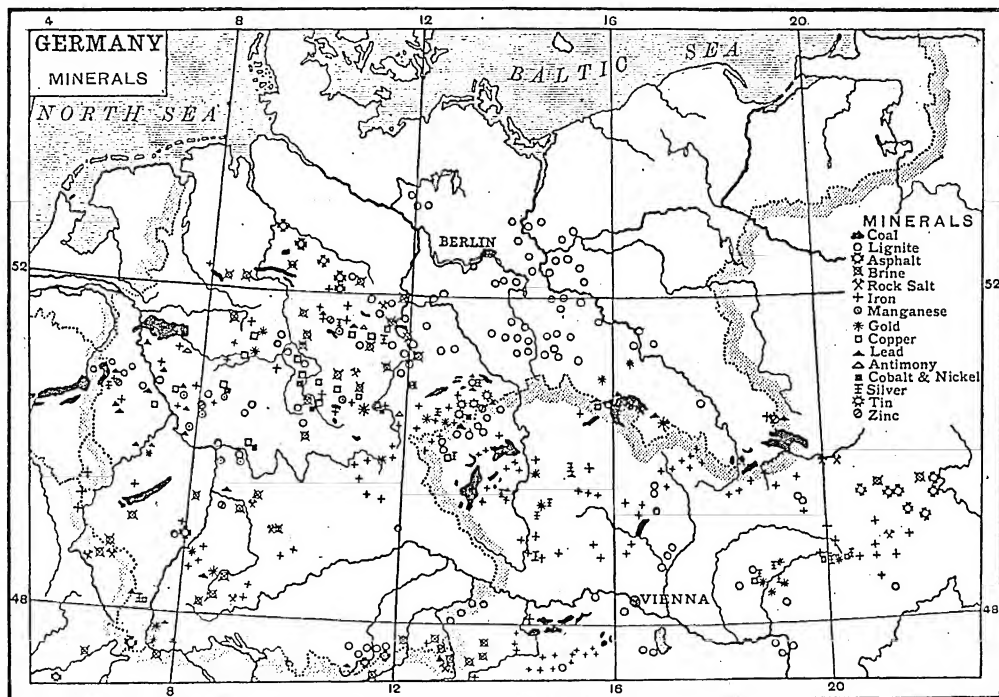 4 8 12 16 20
GERMANY
MINERALS
NORTH SEA
BALTIC SEA
BERLIN
52
52
MINERALS
Coal
Lignite
Asphalt
Brine
Rock Salt
Iron
Manganese
Gold
Copper
Lead
Antimony
Cobalt & Nickel
Silver
Tin
Zinc
48
VIENNA
48
8 12 16 20